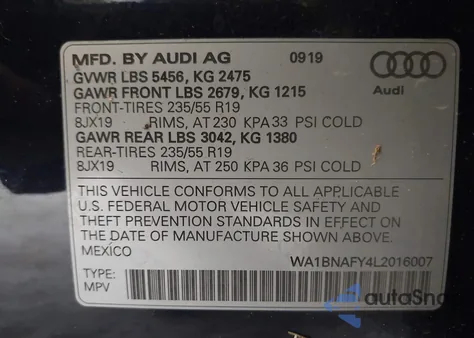 MFD. BY AUDI AG 0919
GVWR LBS 5456, KG 2475
GAWR FRONT LBS 2679, KG 1215
FRONT-TIRES 235/55 R19
8JX19 RIMS, AT 230 KPA 33 PSI COLD
GAWR REAR LBS 3042, KG 1380
REAR-TIRES 235/55 R19
8JX19 RIMS, AT 250 KPA 36 PSI COLD
Audi
THIS VEHICLE CONFORMS TO ALL APPLICABLE
U.S. FEDERAL MOTOR VEHICLE SAFETY AND
THEFT PREVENTION STANDARDS IN EFFECT ON
THE DATE OF MANUFACTURE SHOWN ABOVE.
MEXICO WA1BNAFY4L2016007
TYPE:
MPV